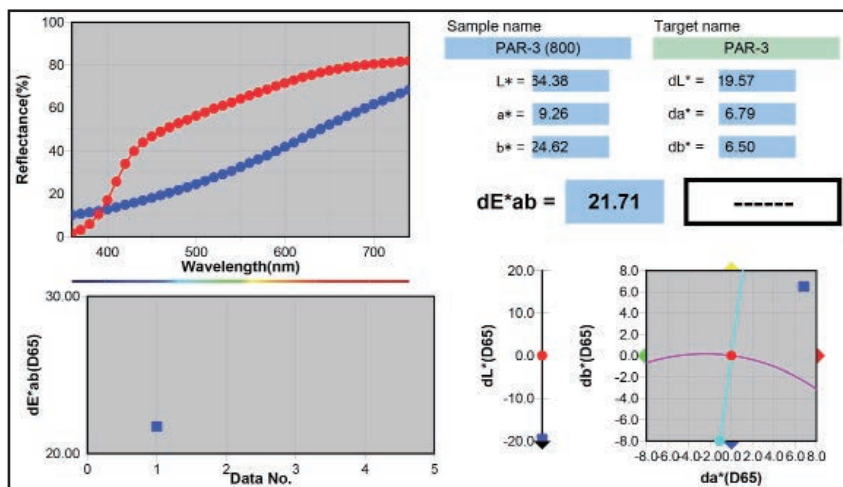 100
80
60
40
20
0
Reflectance(%)
400 500 600 700
Wavelength(nm)
Sample name
PAR-3 (800)
L* = 54.38
a* = 9.26
b* = 24.62
Target name
PAR-3
dL* = 19.57
da* = 6.79
db* = 6.50
dE*ab = 21.71
------
30.00
20.00
dE*ab(D65)
0 1 2 3 4 5
Data No.
20.0
10.0
0.0
-10.0
-20.0
dL*(D65)
8.0
6.0
4.0
2.0
0.0
-2.0
-4.0
-6.0
-8.0
db*(D65)
-8.0 -6.0 -4.0 -2.00 0.0 2.0 4.0 6.0 8.0
da*(D65)